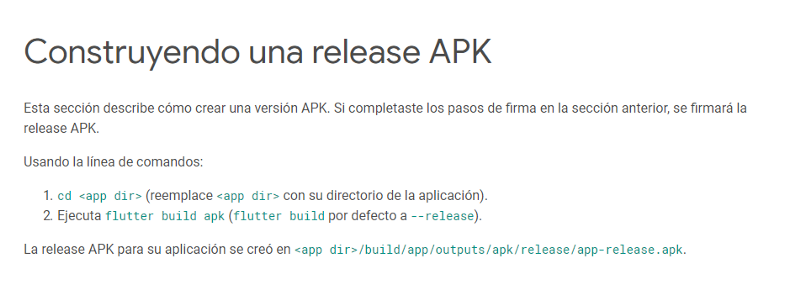 Construyendo una release APK
Esta sección describe cómo crear una versión APK. Si completaste los pasos de firma en la sección anterior, se firmará la
release APK.
Usando la línea de comandos:
1. cd <app dir> (reemplace <app dir> con su directorio de la aplicación).
2. Ejecuta flutter build apk (flutter build por defecto a --release).
La release APK para su aplicación se creó en <app dir>/build/app/outputs/apk/release/app-release.apk.